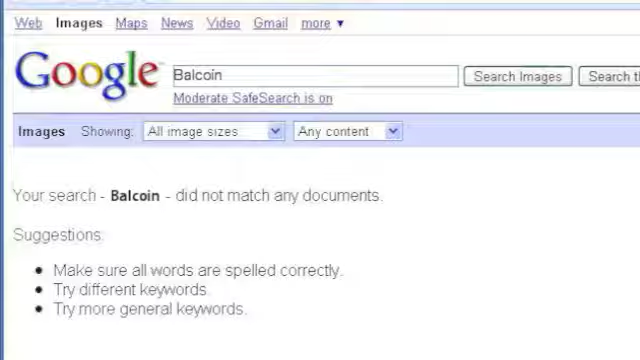 Web Images Maps News Video Gmail more ▼
Google Balcoin Search Images Search th
Moderate SafeSearch is on
Images Showing: All image sizes Any content
Your search - Balcoin - did not match any documents.
Suggestions:
• Make sure all words are spelled correctly.
• Try different keywords.
• Try more general keywords.